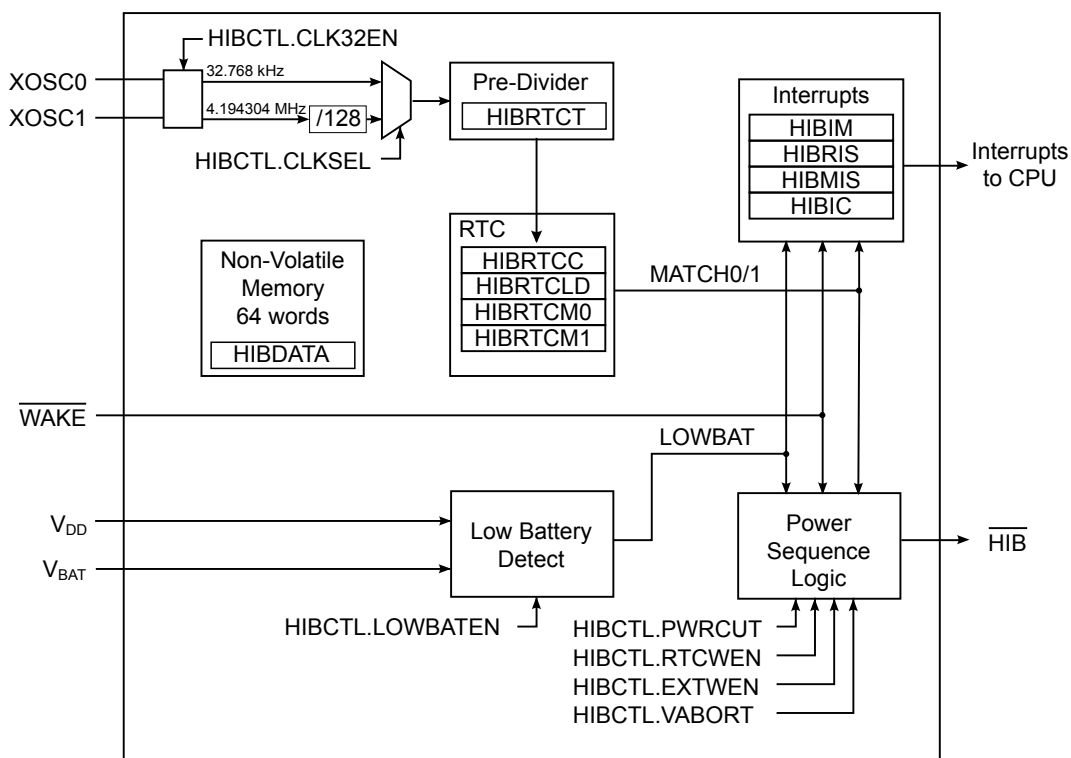 HIBCTL.CLK32EN
XOSC0
XOSC1
32.768 kHz
4.194304 MHz
/128
HIBCTL.CLKSEL
Pre-Divider
HIBRTCT
Interrupts
HIBIM
HIBRIS
HIBMIS
HIBIC
Interrupts
to CPU
RTC
HIBRTCC
HIBRTCLD
HIBRTCM0
HIBRTCM1
MATCH0/1
Non-Volatile
Memory
64 words
HIBDATA
WAKE
LOWBAT
VDD
VBAT
Low Battery
Detect
HIBCTL.LOWBATEN
Power
Sequence
Logic
HIB
HIBCTL.PWRCUT
HIBCTL.RTCWEN
HIBCTL.EXTWEN
HIBCTL.VABORT